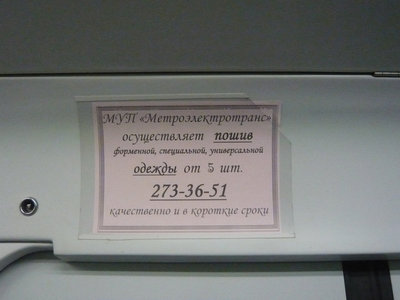 МУП «Метроэлектротранс»
осуществляет пошив
форменной, специальной, универсальной
одежды от 5 шт.
273-36-51
качественно и в короткие сроки